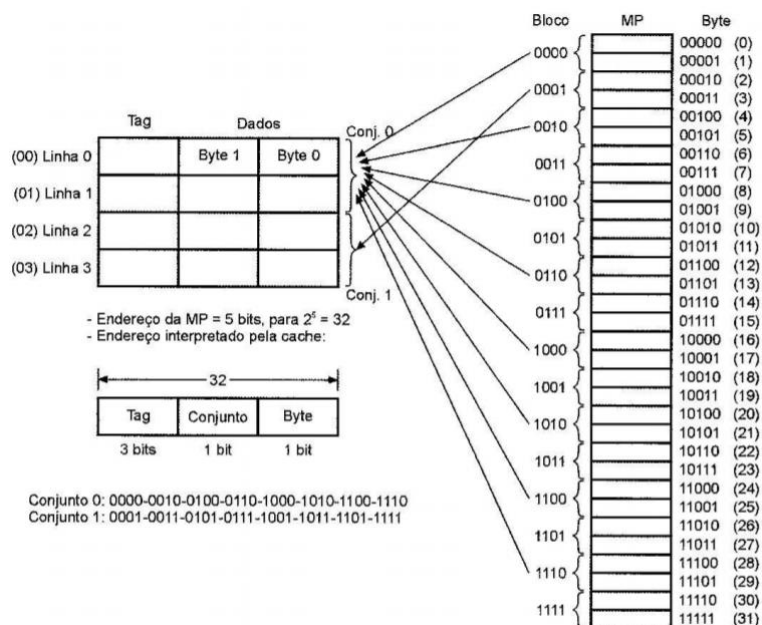 Bloco MP Byte
0000 00000 (0)
00001 (1)
0001 00010 (2)
00011 (3)
0010 00100 (4)
00101 (5)
0011 00110 (6)
00111 (7)
0100 01000 (8)
01001 (9)
0101 01010 (10)
01011 (11)
0110 01100 (12)
01101 (13)
0111 01110 (14)
01111 (15)
1000 10000 (16)
10001 (17)
1001 10010 (18)
10011 (19)
1010 10100 (20)
10101 (21)
1011 10110 (22)
10111 (23)
1100 11000 (24)
11001 (25)
1101 11010 (26)
11011 (27)
1110 11100 (28)
11101 (29)
1111 11110 (30)
11111 (31)
Tag Dados
Conj. 0
(00) Linha 0 Byte 1 Byte 0
(01) Linha 1
(02) Linha 2
(03) Linha 3
Conj. 1
- Endereço da MP = 5 bits, para 2⁵ = 32
- Endereço interpretado pela cache:
32
Tag Conjunto Byte
3 bits 1 bit 1 bit
Conjunto 0: 0000-0010-0100-0110-1000-1010-1100-1110
Conjunto 1: 0001-0011-0101-0111-1001-1011-1101-1111